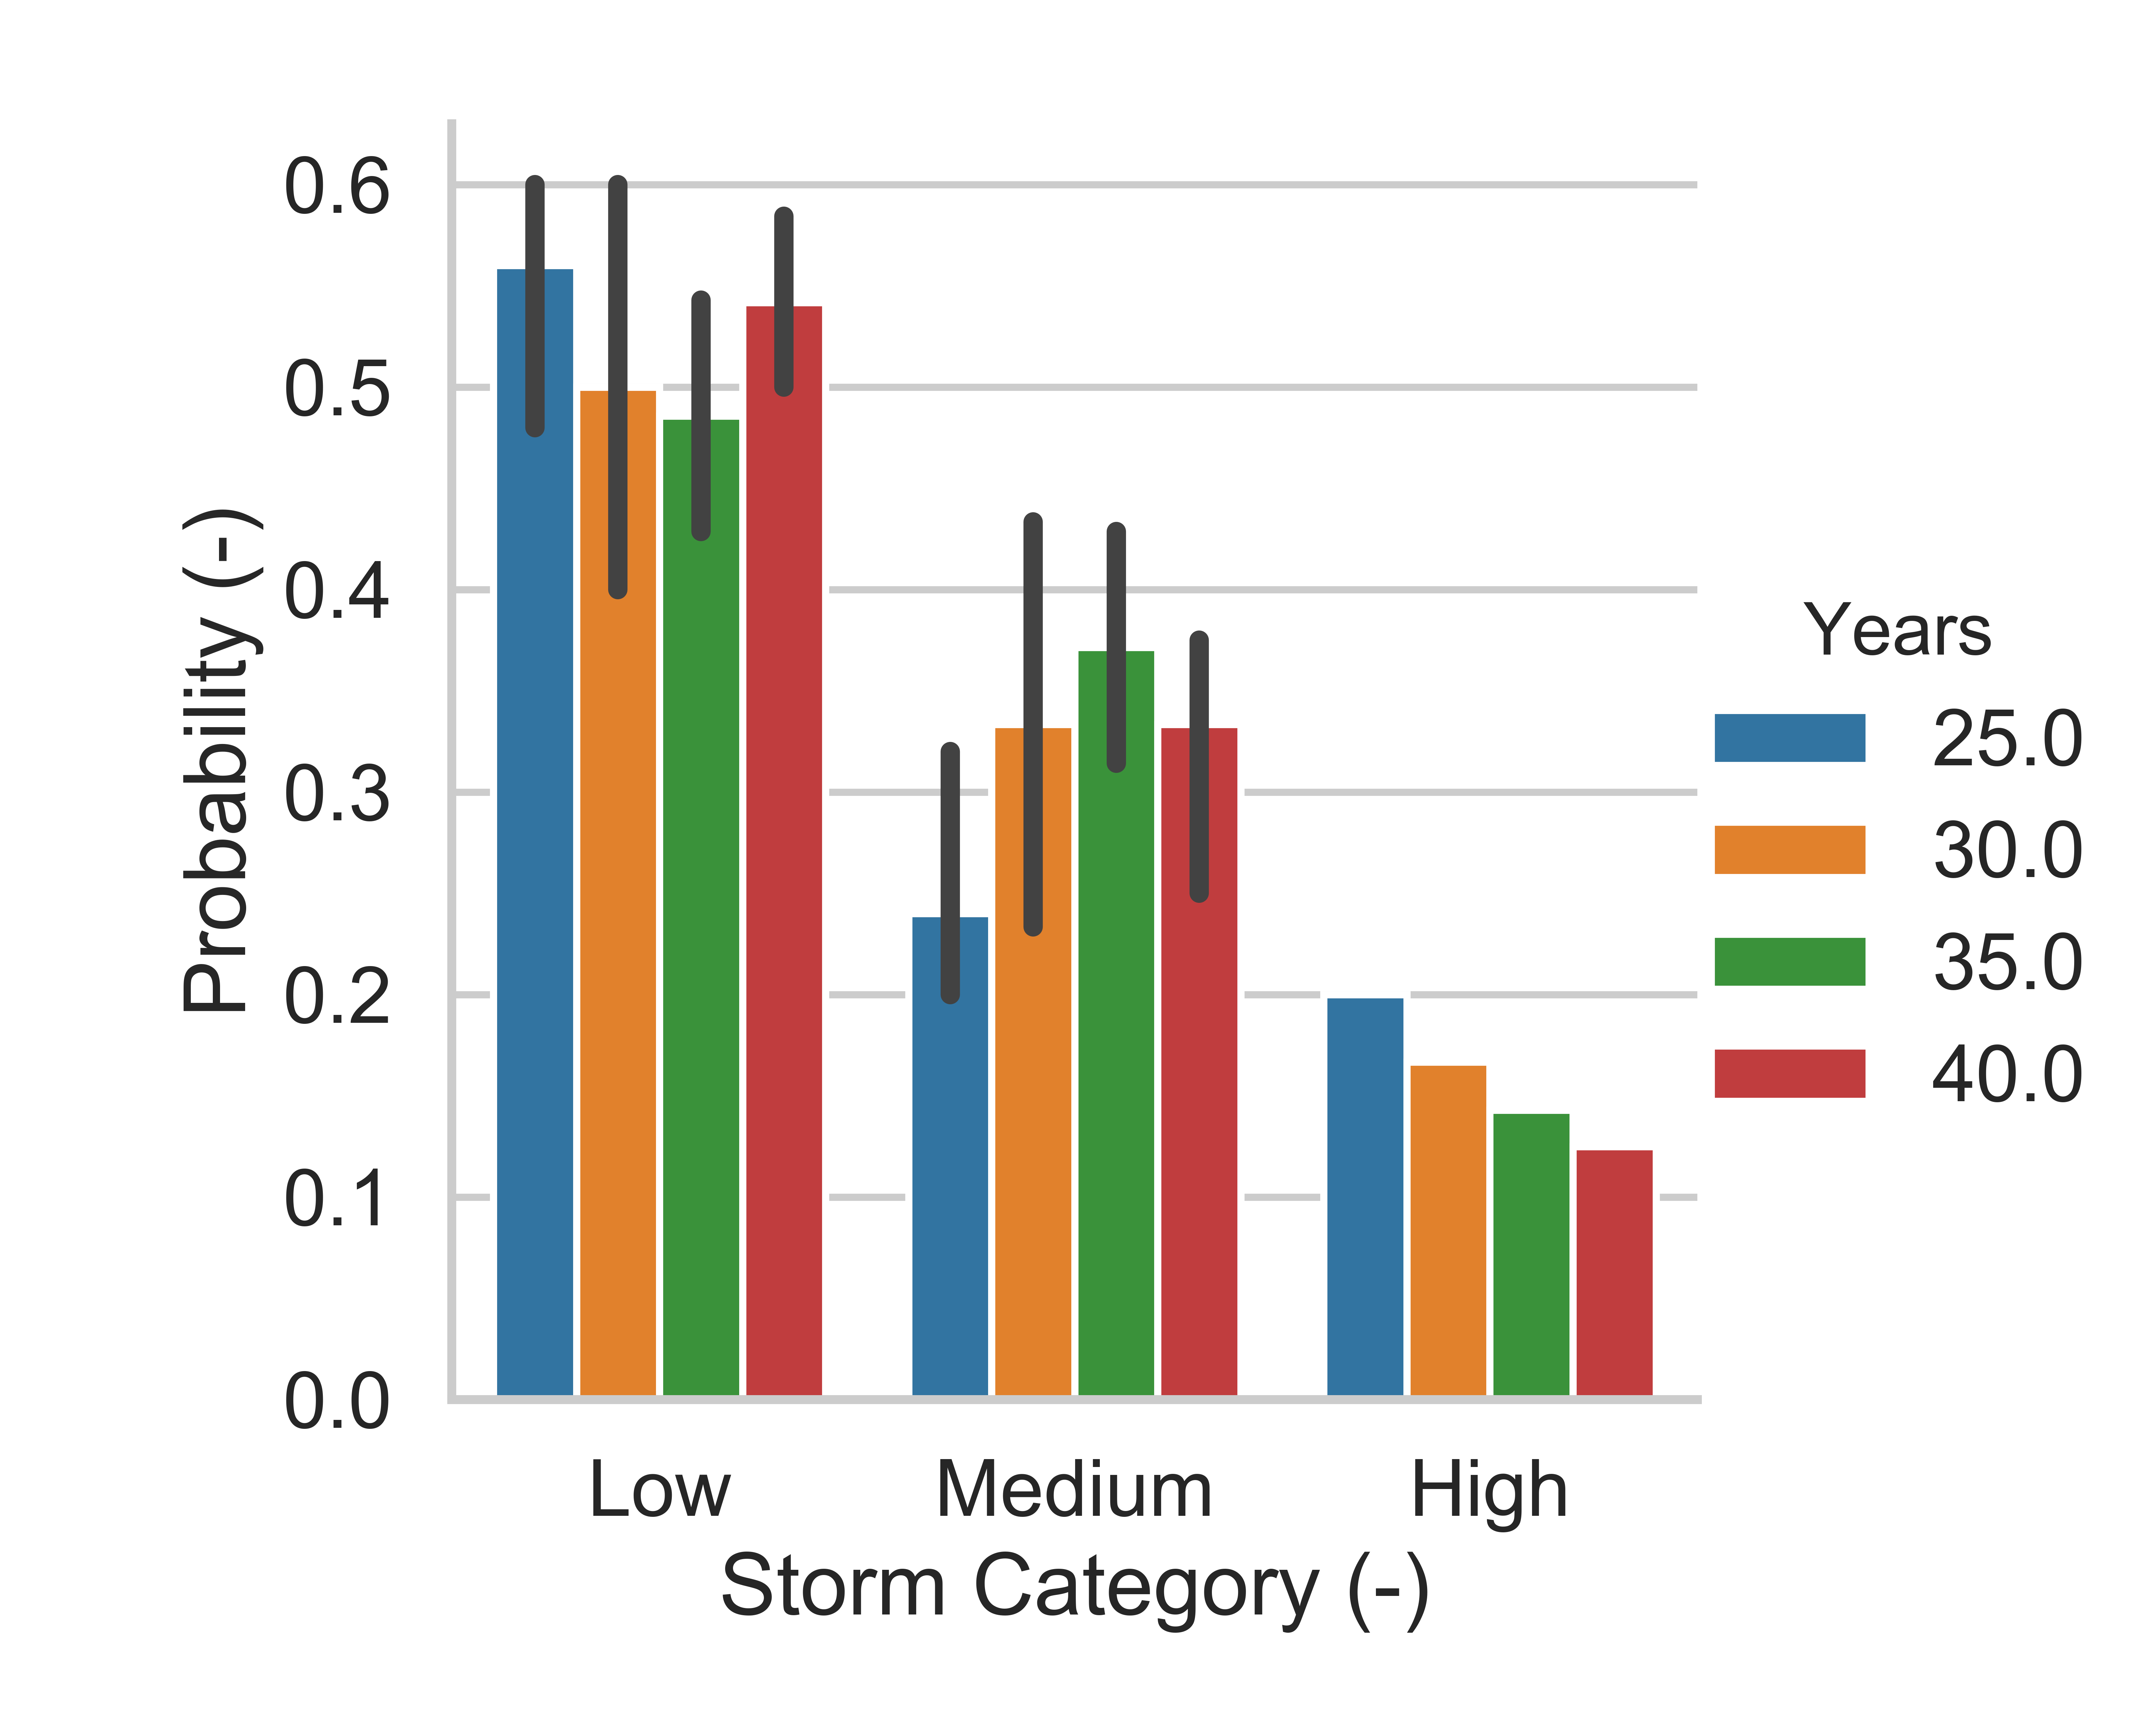 Probability (-)
0.6
0.5
0.4
0.3
0.2
0.1
0.0
Low
Medium
High
Storm Category (-)
Years
25.0
30.0
35.0
40.0